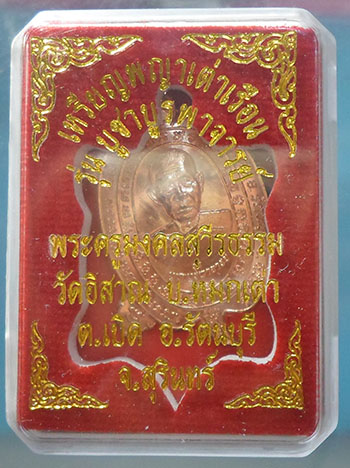 เหรียญพญาเต่าเรือน
รุ่น บูชาบูรพาจารย์
พระครูมงคลสุวีรธรรม
วัดอิสาณ บ.หมกเต่า
ต.เบิด อ.รัตนบุรี
จ.สุรินทร์